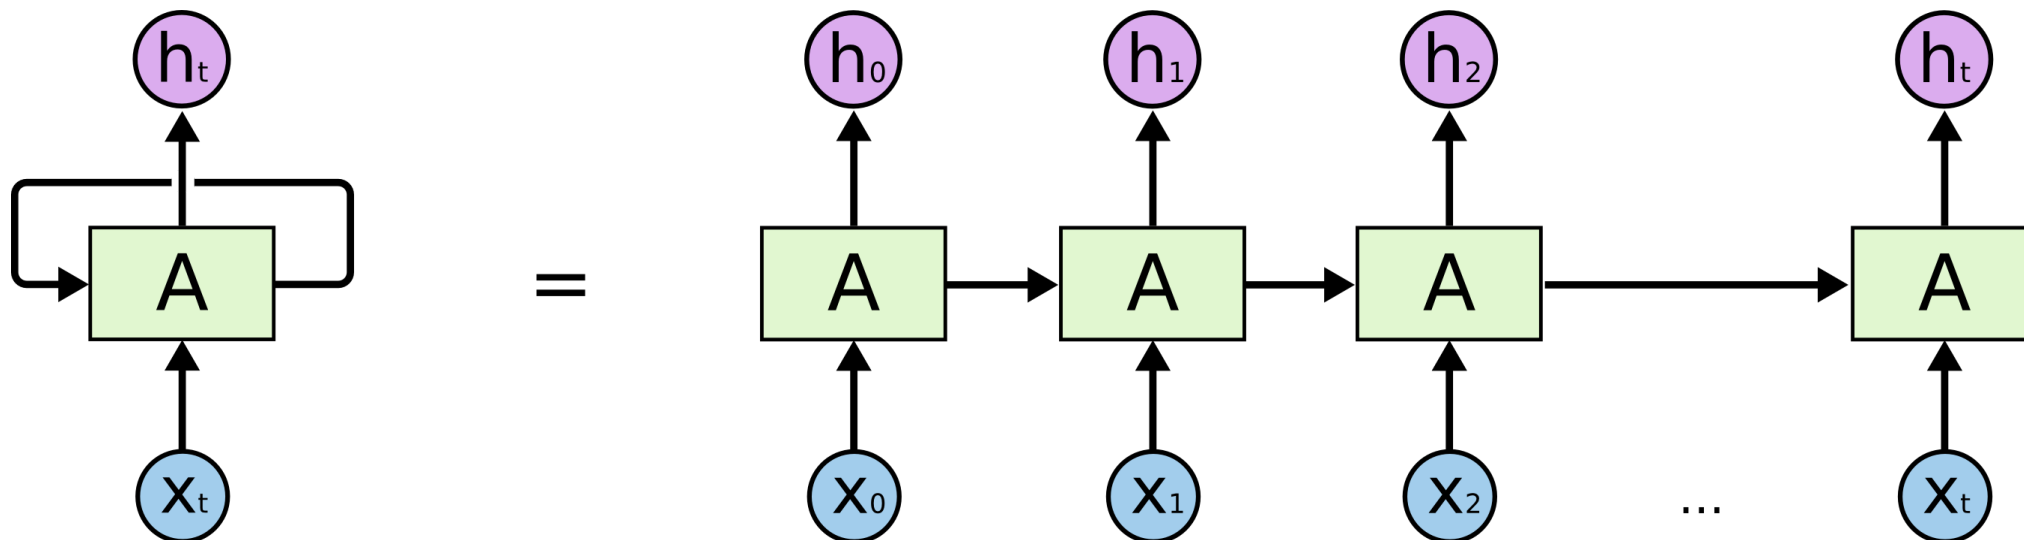 ht h0 h1 h2 ht
A = A A A A
xt x0 x1 x2 ... xt